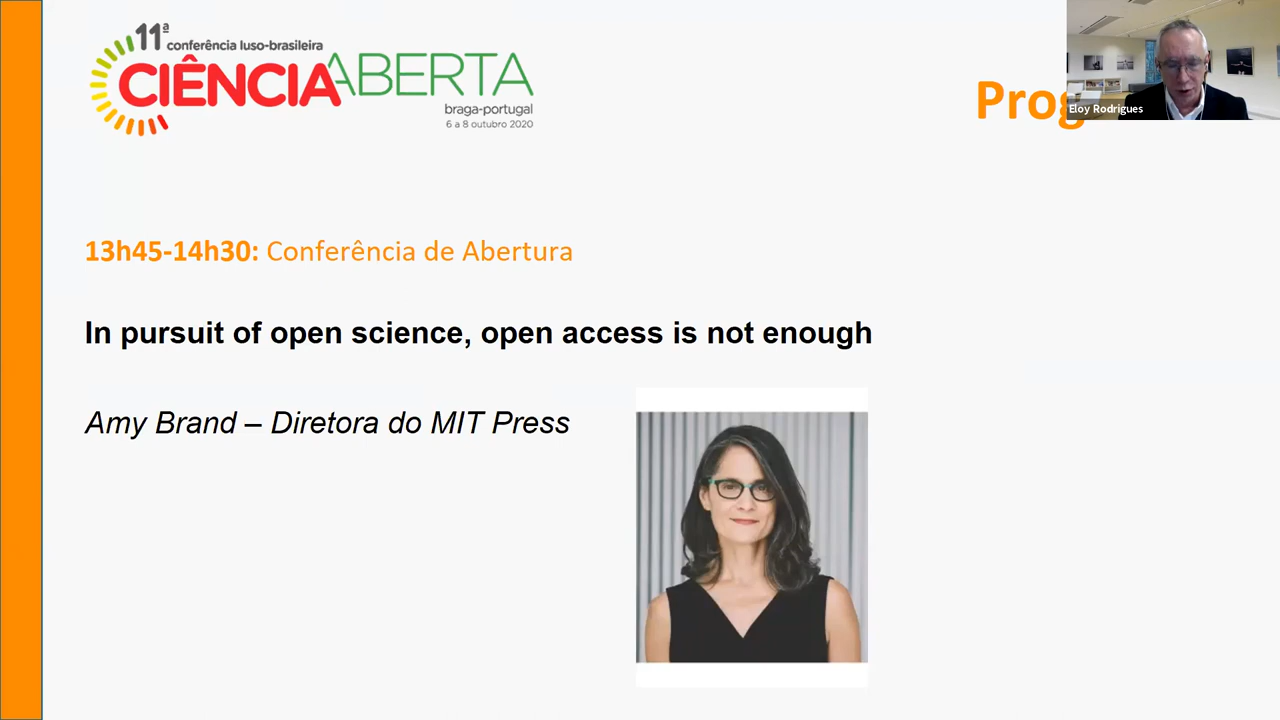 11ª conferência luso-brasileira
CIÊNCIA ABERTA
braga-portugal
6 a 8 outubro 2020
Prog
Eloy Rodrigues
13h45-14h30: Conferência de Abertura
In pursuit of open science, open access is not enough
Amy Brand – Diretora do MIT Press